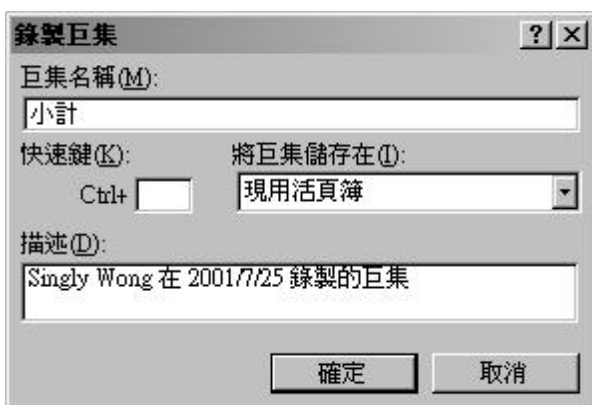 錄製巨集
巨集名稱(M):
小計
快速鍵(K): 將巨集儲存在(I):
Ctrl+ 現用活頁簿
描述(D):
Singly Wong 在 2001/7/25 錄製的巨集
確定 取消